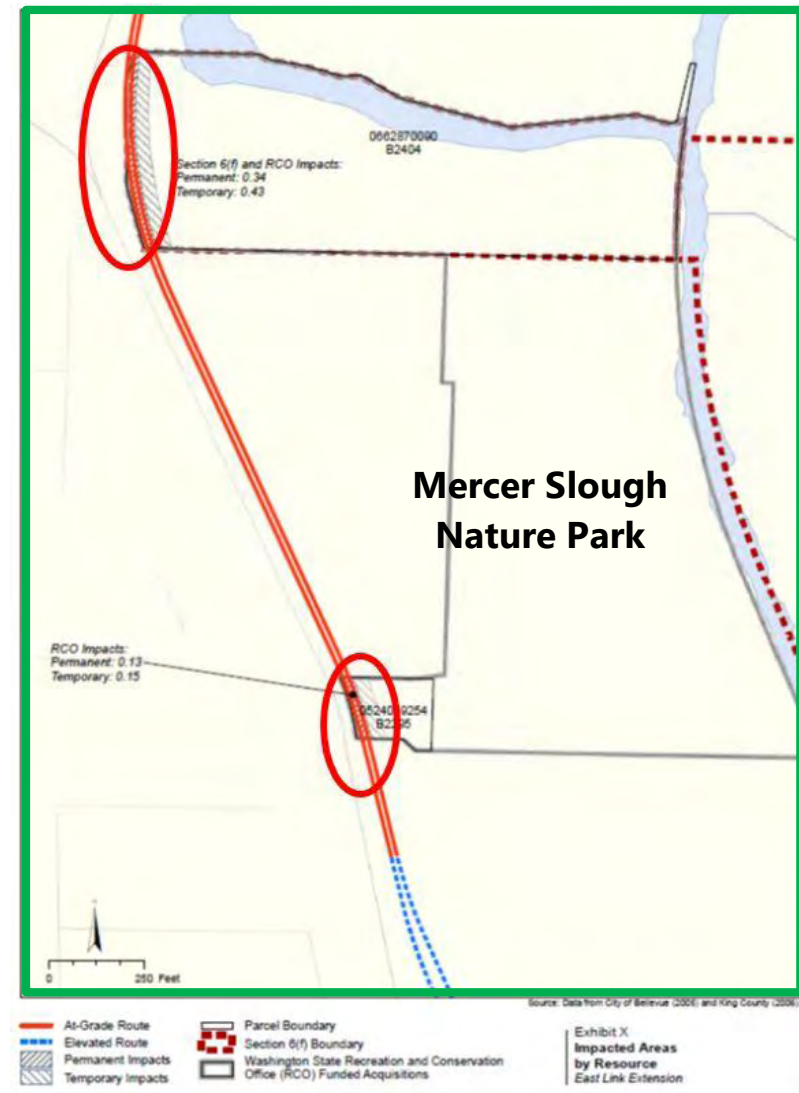 0662870090
B2404
Section 6(f) and RCO Impacts:
Permanent: 0.34
Temporary: 0.43
Mercer Slough
Nature Park
RCO Impacts:
Permanent: 0.13
Temporary: 0.15
B2295
0
250 Feet
Source: Data from City of Bellevue (2005) and King County (2006)
At-Grade Route
Elevated Route
Permanent Impacts
Temporary Impacts
Parcel Boundary
Section 6(f) Boundary
Washington State Recreation and Conservation
Office (RCO) Funded Acquisitions
Exhibit X
Impacted Areas
by Resource
East Link Extension